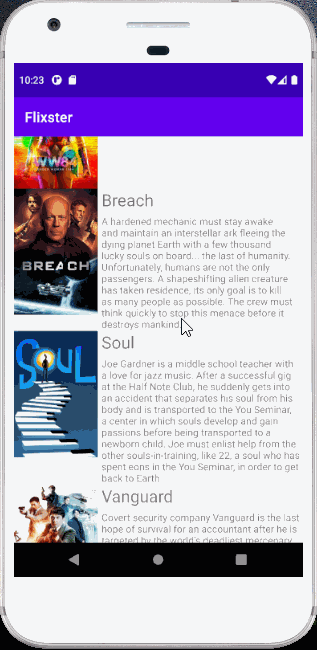 10:23
Flixster
WW84
Breach
A hardened mechanic must stay awake
and maintain an interstellar ark fleeing the
dying planet Earth with a few thousand
lucky souls on board... the last of humanity.
Unfortunately, humans are not the only
passengers. A shapeshifting alien creature
has taken residence, its only goal is to kill
as many people as possible. The crew must
think quickly to stop this menace before it
destroys mankind.
BREACH
Soul
Joe Gardner is a middle school teacher with
a love for jazz music. After a successful gig
at the Half Note Club, he suddenly gets into
an accident that separates his soul from his
body and is transported to the You Seminar,
a center in which souls develop and gain
passions before being transported to a
newborn child. Joe must enlist help from the
other souls-in-training, like 22, a soul who has
spent eons in the You Seminar, in order to get
back to Earth
SOUL
Vanguard
Covert security company Vanguard is the last
hope of survival for an accountant after he is
targeted by the world's deadliest mercenary